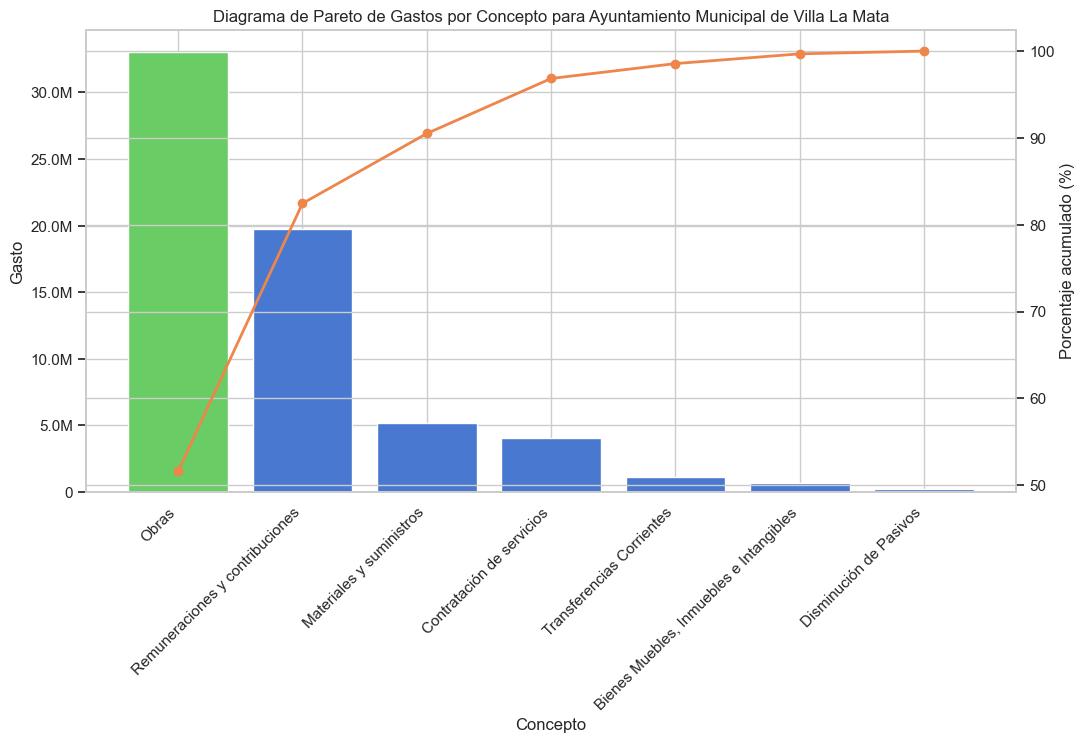 Diagrama de Pareto de Gastos por Concepto para Ayuntamiento Municipal de Villa La Mata
Gasto
30.0M
25.0M
20.0M
15.0M
10.0M
5.0M
0
100
90
80
70
60
50
Porcentaje acumulado (%)
Obras
Remuneraciones y contribuciones
Materiales y suministros
Contratación de servicios
Transferencias Corrientes
Bienes Muebles, Inmuebles e Intangibles
Disminución de Pasivos
Concepto